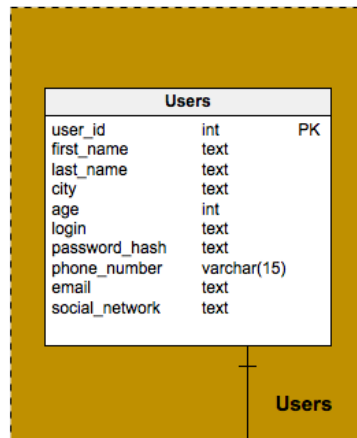 Users
user_id int PK
first_name text
last_name text
city text
age int
login text
password_hash text
phone_number varchar(15)
email text
social_network text
Users